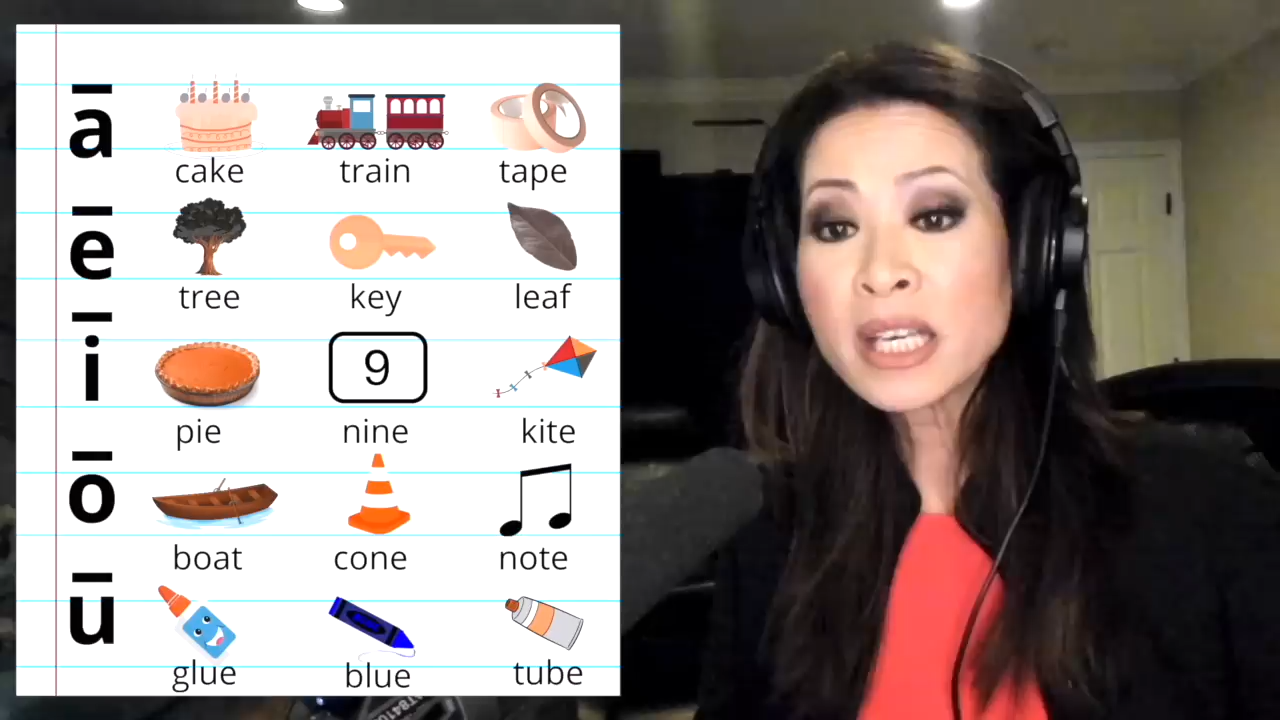 ā
cake train tape
ē
tree key leaf
ī
9
pie nine kite
ō
boat cone note
ū
glue blue tube